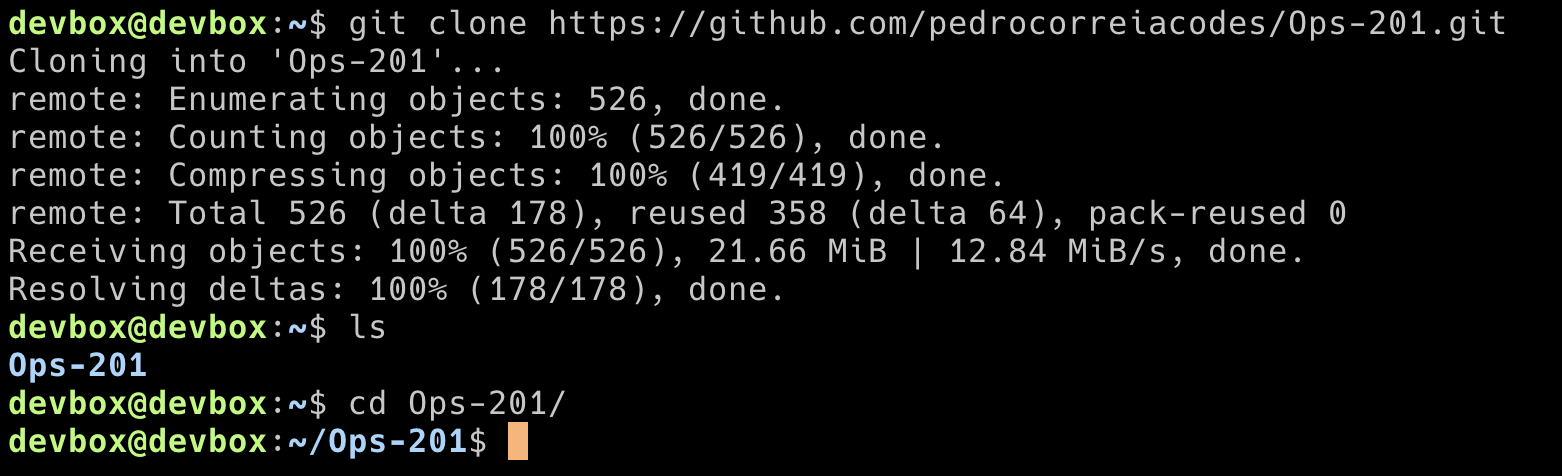 devbox@devbox:~$ git clone https://github.com/pedrocorreiacodes/Ops-201.git
Cloning into 'Ops-201'...
remote: Enumerating objects: 526, done.
remote: Counting objects: 100% (526/526), done.
remote: Compressing objects: 100% (419/419), done.
remote: Total 526 (delta 178), reused 358 (delta 64), pack-reused 0
Receiving objects: 100% (526/526), 21.66 MiB | 12.84 MiB/s, done.
Resolving deltas: 100% (178/178), done.
devbox@devbox:~$ ls
Ops-201
devbox@devbox:~$ cd Ops-201/
devbox@devbox:~/Ops-201$